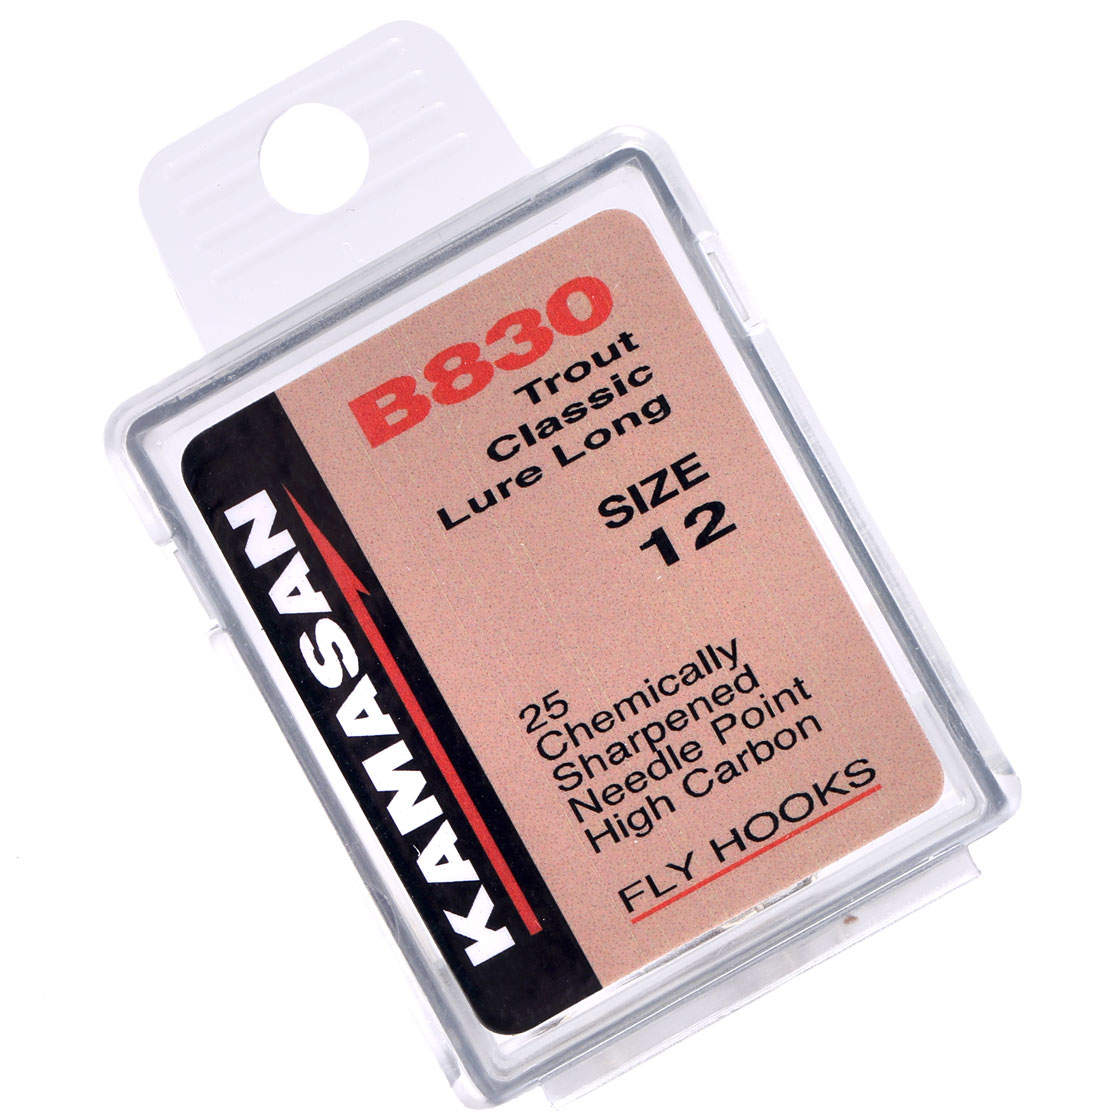 B830
Trout
Classic
Lure Long
SIZE
12
25
Chemically
Sharpened
Needle Point
High Carbon
FLY HOOKS
KAMASAN